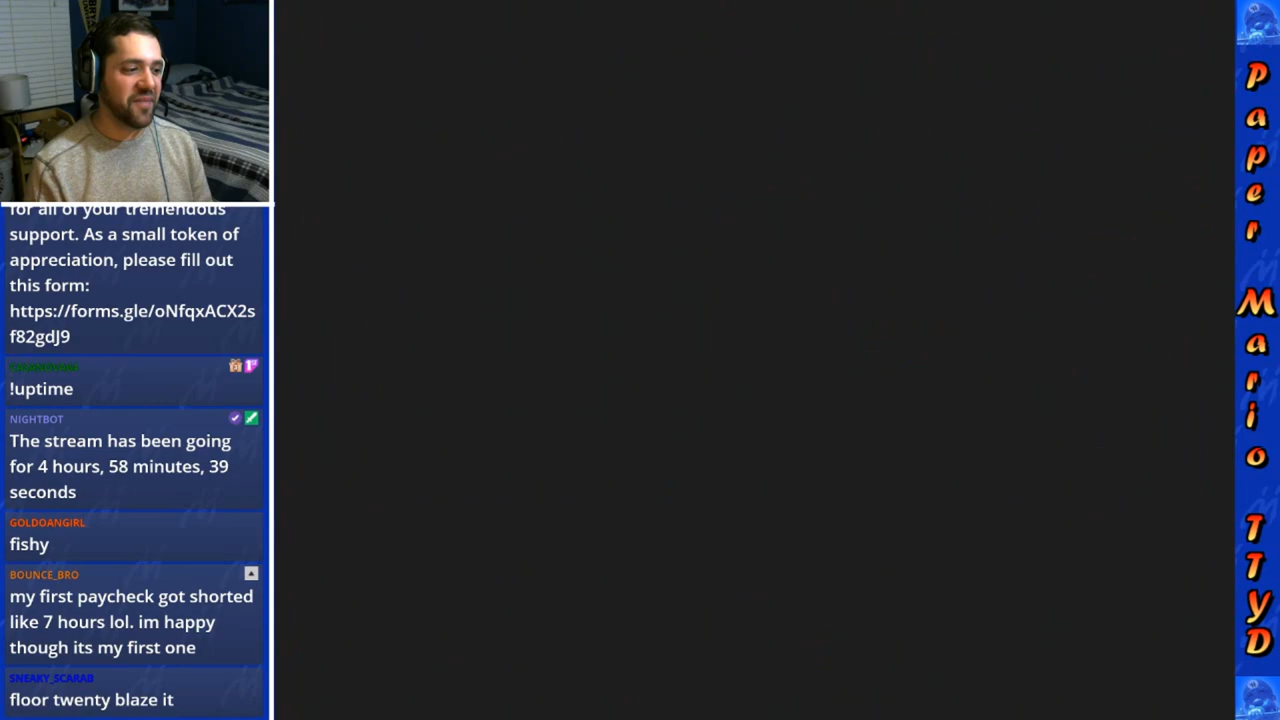 for all of your tremendous
support. As a small token of
appreciation, please fill out
this form:
https://forms.gle/oNfqxACX2s
f82gdJ9
!uptime
NIGHTBOT
The stream has been going
for 4 hours, 58 minutes, 39
seconds
GOLDOANGIRL
fishy
BOUNCE_BRO
my first paycheck got shorted
like 7 hours lol. im happy
though its my first one
SNEAKY_SCARAB
floor twenty blaze it
Paper Mario TTYD